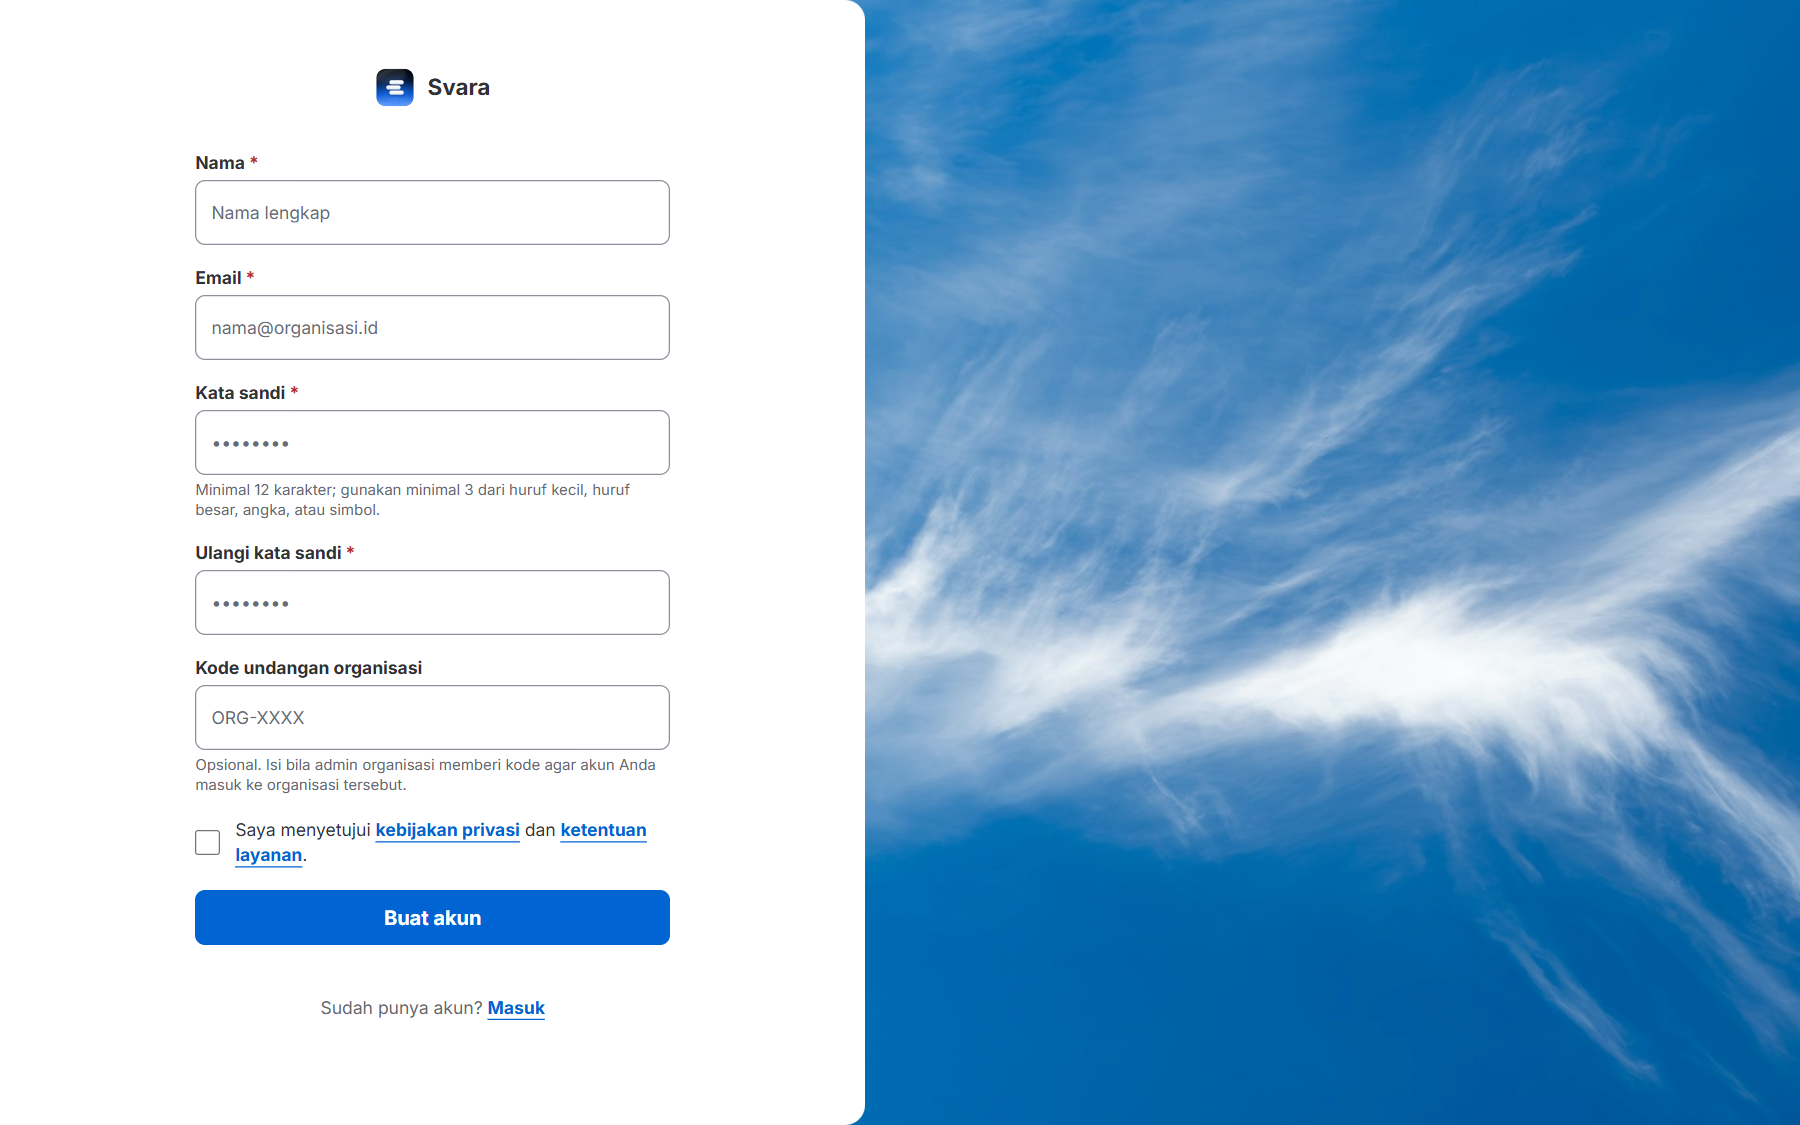 Svara
Nama *
Nama lengkap
Email *
nama@organisasi.id
Kata sandi *
••••••••
Minimal 12 karakter; gunakan minimal 3 dari huruf kecil, huruf
besar, angka, atau simbol.
Ulangi kata sandi *
••••••••
Kode undangan organisasi
ORG-XXXX
Opsional. Isi bila admin organisasi memberi kode agar akun Anda
masuk ke organisasi tersebut.
Saya menyetujui kebijakan privasi dan ketentuan
layanan.
Buat akun
Sudah punya akun? Masuk